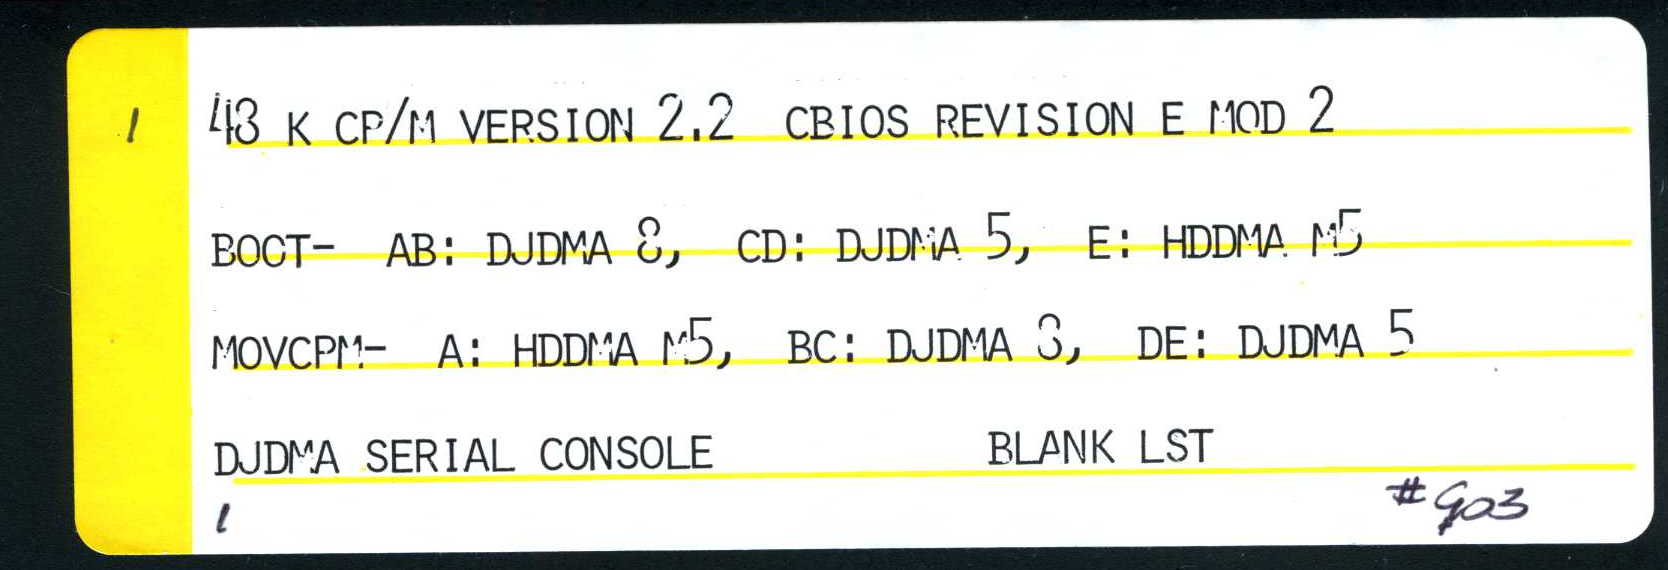 1
48 K CP/M VERSION 2.2 CBIOS REVISION E MOD 2
BOOT- AB: DJDMA 8, CD: DJDMA 5, E: HDDMA M5
MOVCPM- A: HDDMA M5, BC: DJDMA 8, DE: DJDMA 5
DJDMA SERIAL CONSOLE BLANK LST
1
#903